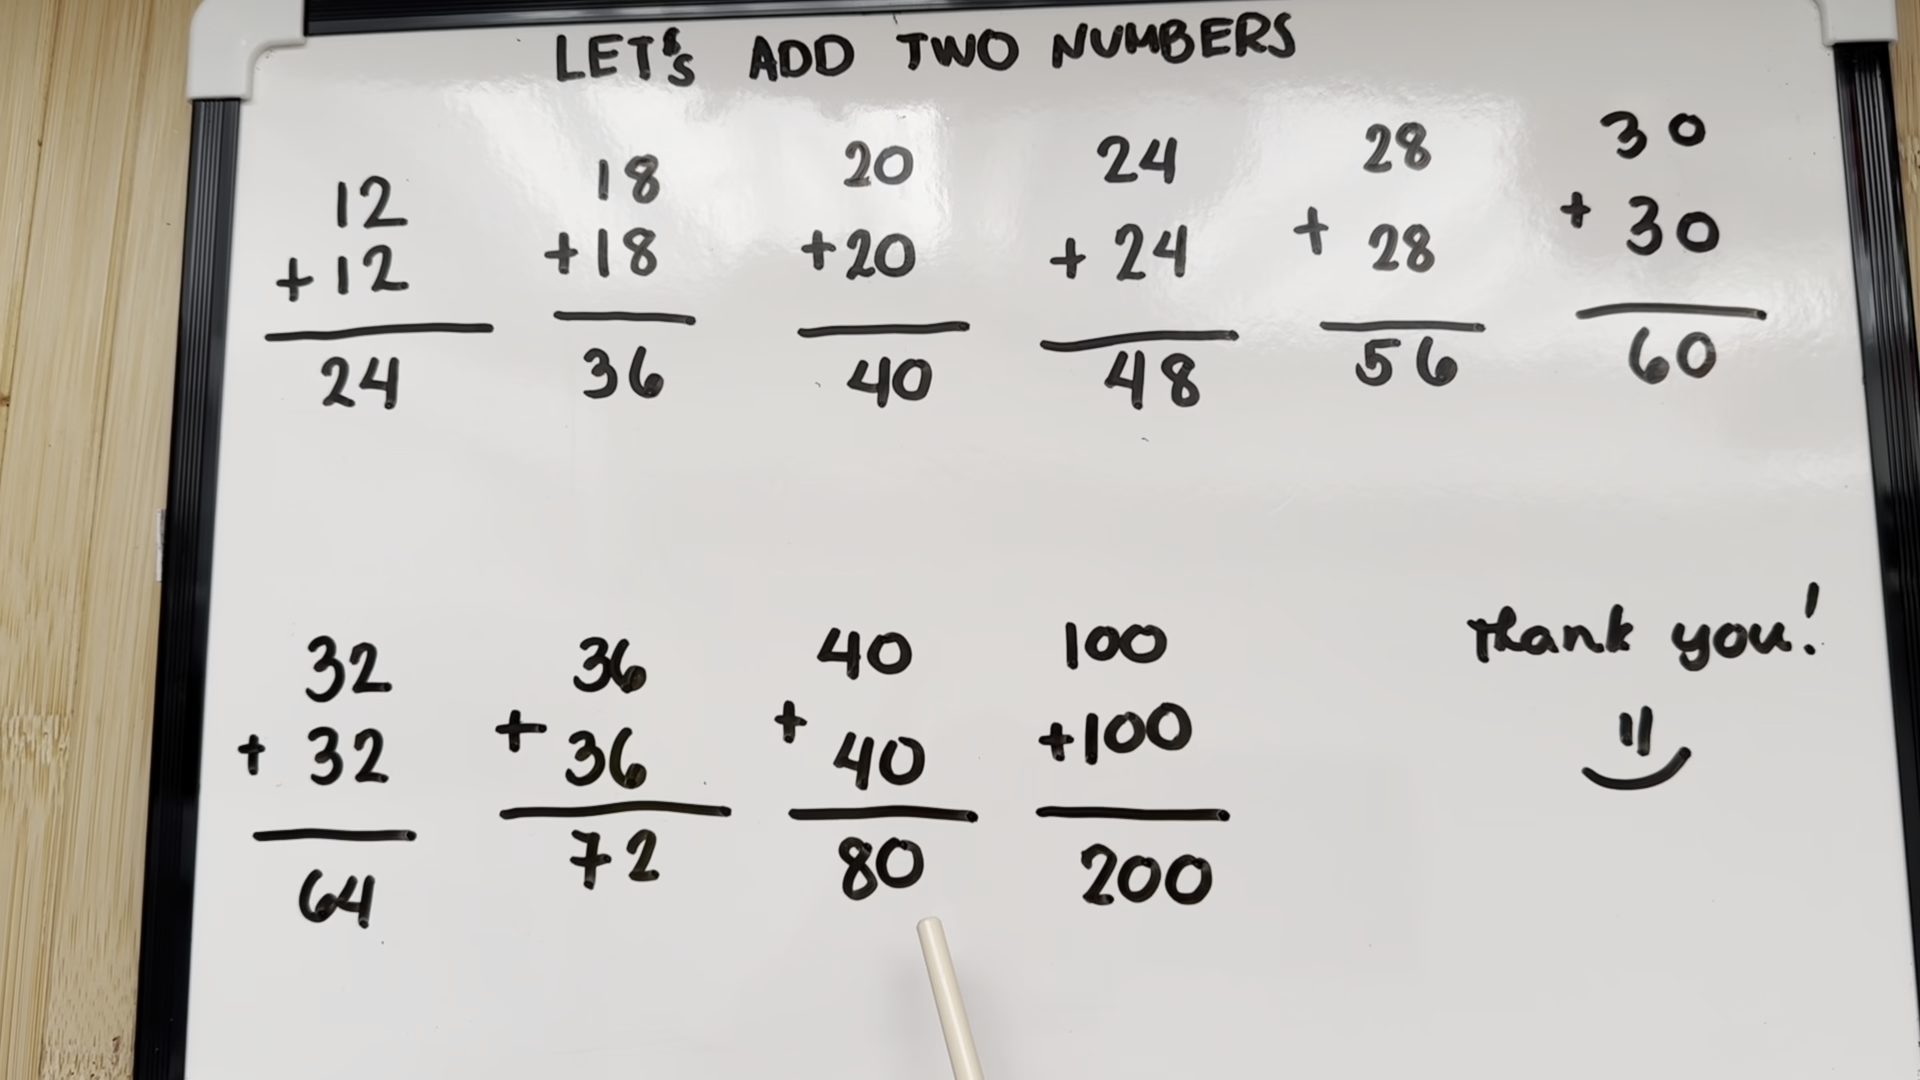 LET'S ADD TWO NUMBERS
12 18 20 24 28 30
+12 +18 +20 + 24 + 28 + 30
24 36 40 48 56 60
32 36 40 100
+ 32 + 36 + 40 +100
64 72 80 200
Thank you!